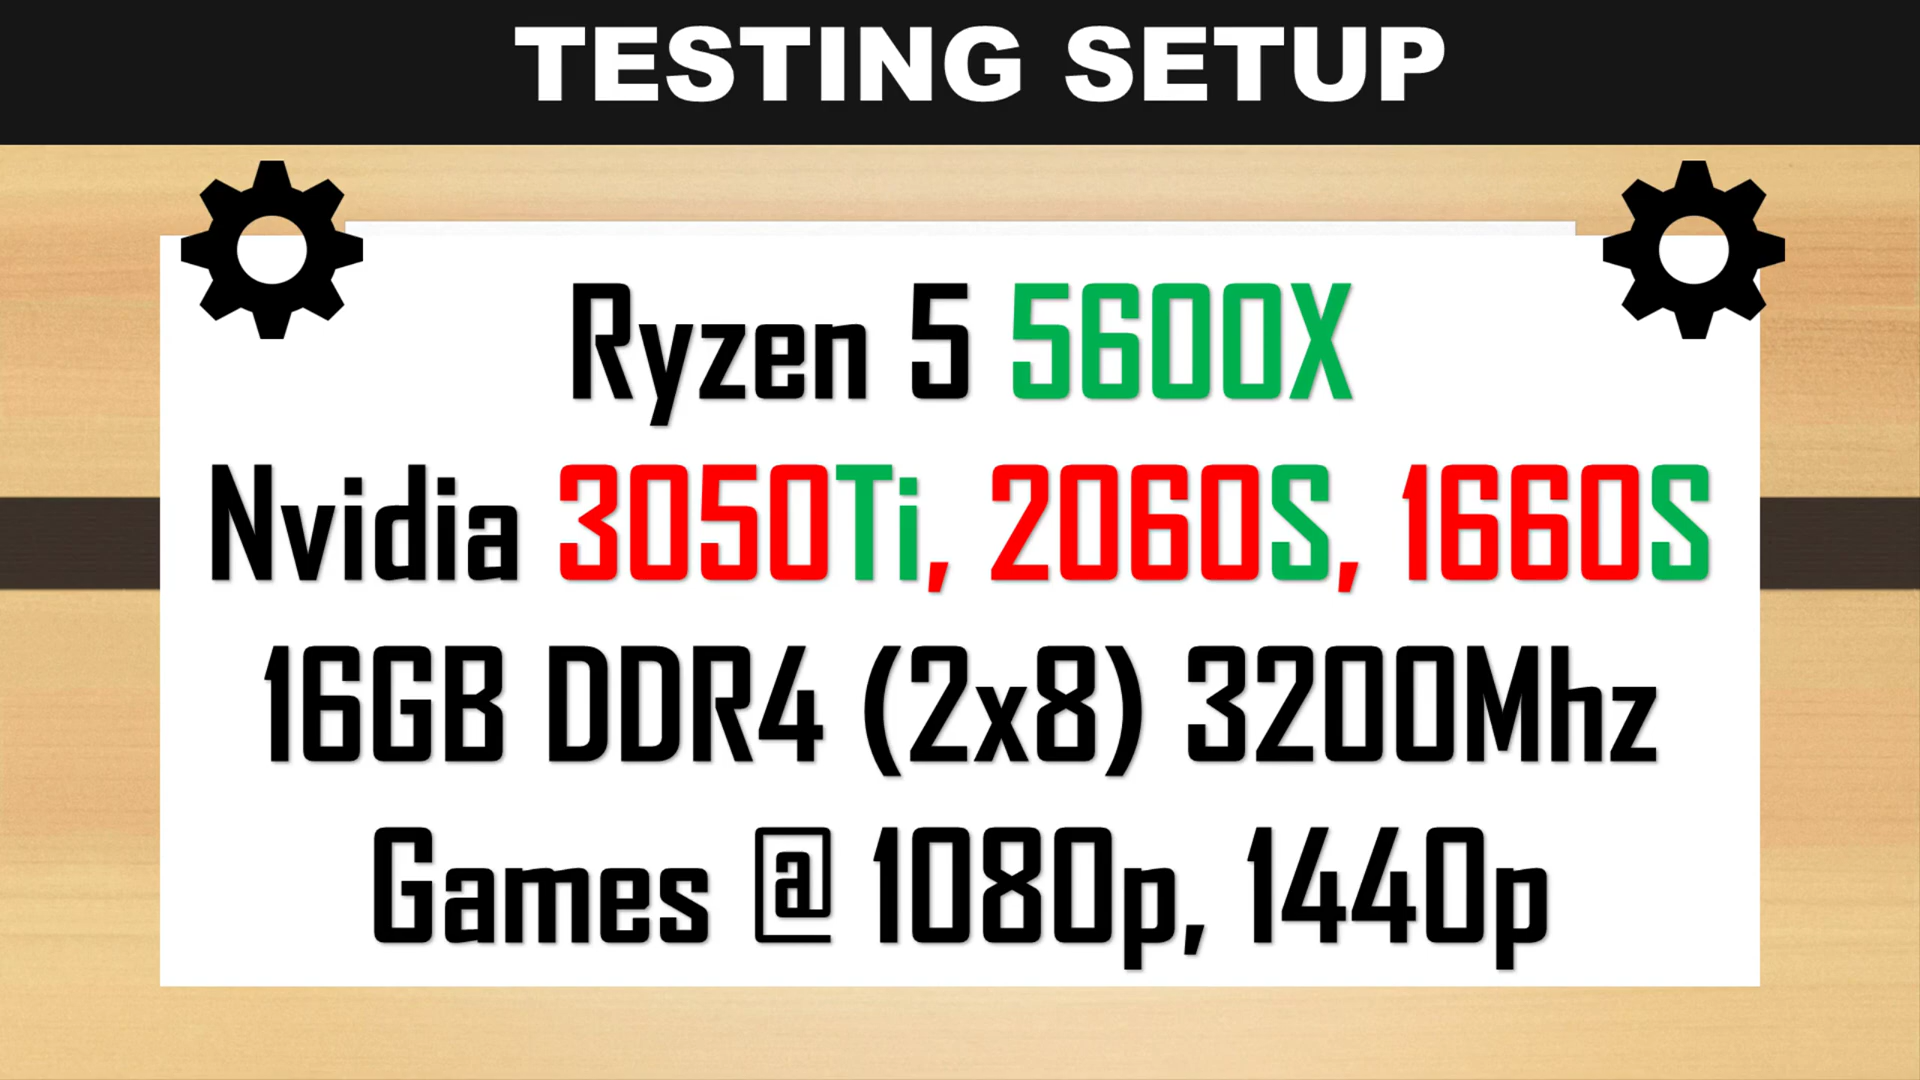 TESTING SETUP
Ryzen 5 5600X
Nvidia 3050Ti, 2060S, 1660S
16GB DDR4 (2x8) 3200Mhz
Games @ 1080p, 1440p